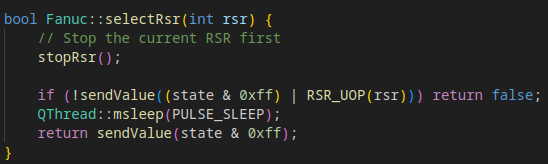 bool Fanuc::selectRsr(int rsr) {
    // Stop the current RSR first
    stopRsr();

    if (!sendValue((state & 0xff) | RSR_UOP(rsr))) return false;
    QThread::msleep(PULSE_SLEEP);
    return sendValue(state & 0xff);
}